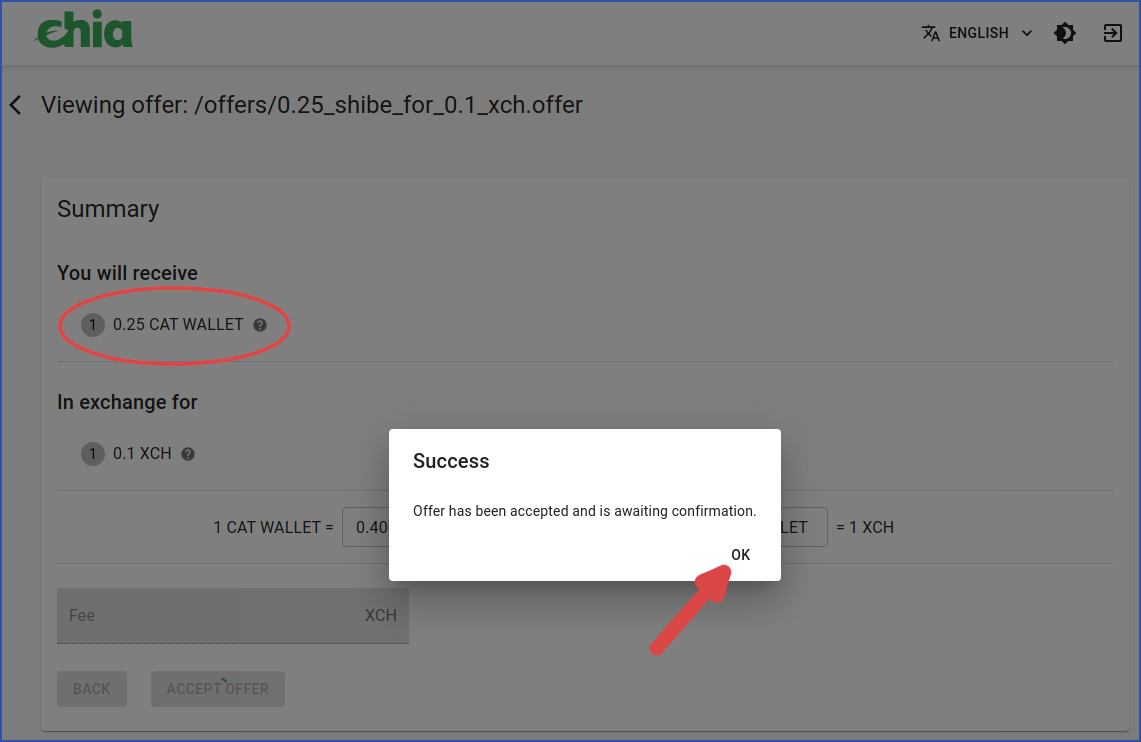 chia
ENGLISH
Viewing offer: /offers/0.25_shibe_for_0.1_xch.offer
Summary
You will receive
1 0.25 CAT WALLET ?
In exchange for
1 0.1 XCH ?
Success
Offer has been accepted and is awaiting confirmation.
OK
1 CAT WALLET = 0.40 LET = 1 XCH
Fee XCH
BACK ACCEPT OFFER